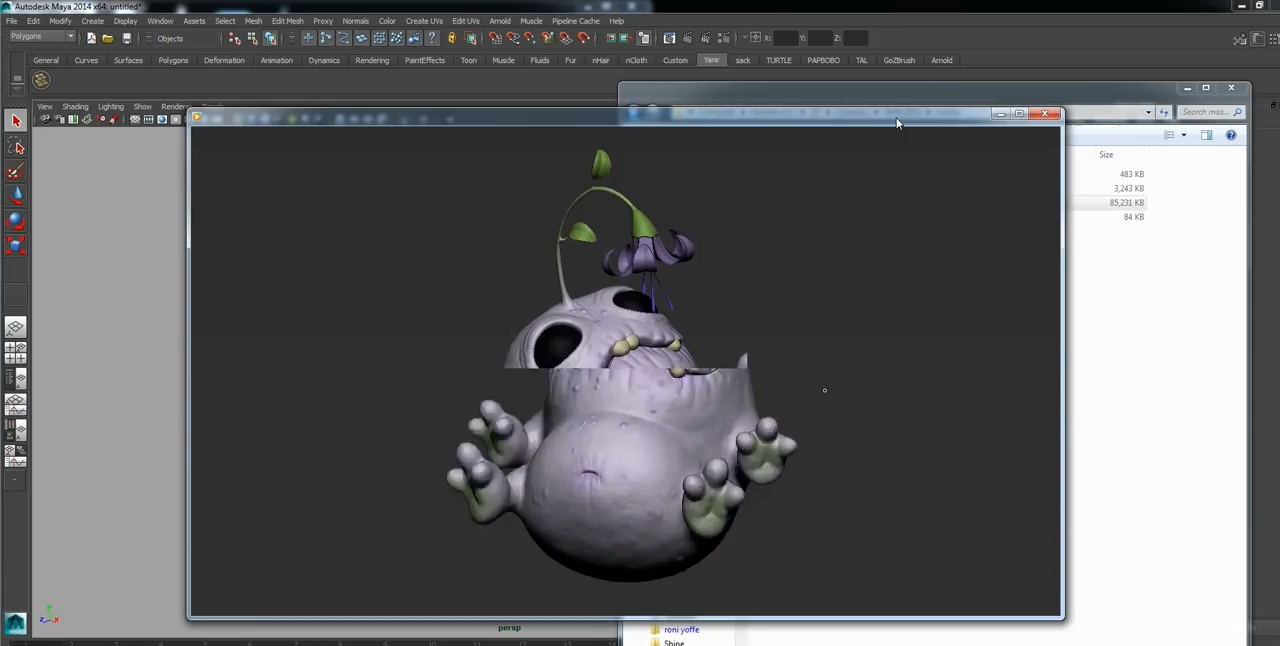 Autodesk Maya 2014 x64: untitled*
File Edit Modify Create Display Window Assets Select Mesh Edit Mesh Proxy Normals Color Create UVs Edit UVs Arnold Muscle Pipeline Cache Help
Polygons Objects X: Y: Z:
General Curves Surfaces Polygons Deformation Animation Dynamics Rendering PaintEffects Toon Muscle Fluids Fur nHair nCloth Custom Yanir sack TURTLE PAPBOBO TAL GoZBrush Arnold
View Shading Lighting Show
Search mas...
Size
483 KB
3,243 KB
85,231 KB
84 KB
persp
roni yoffe
Shine